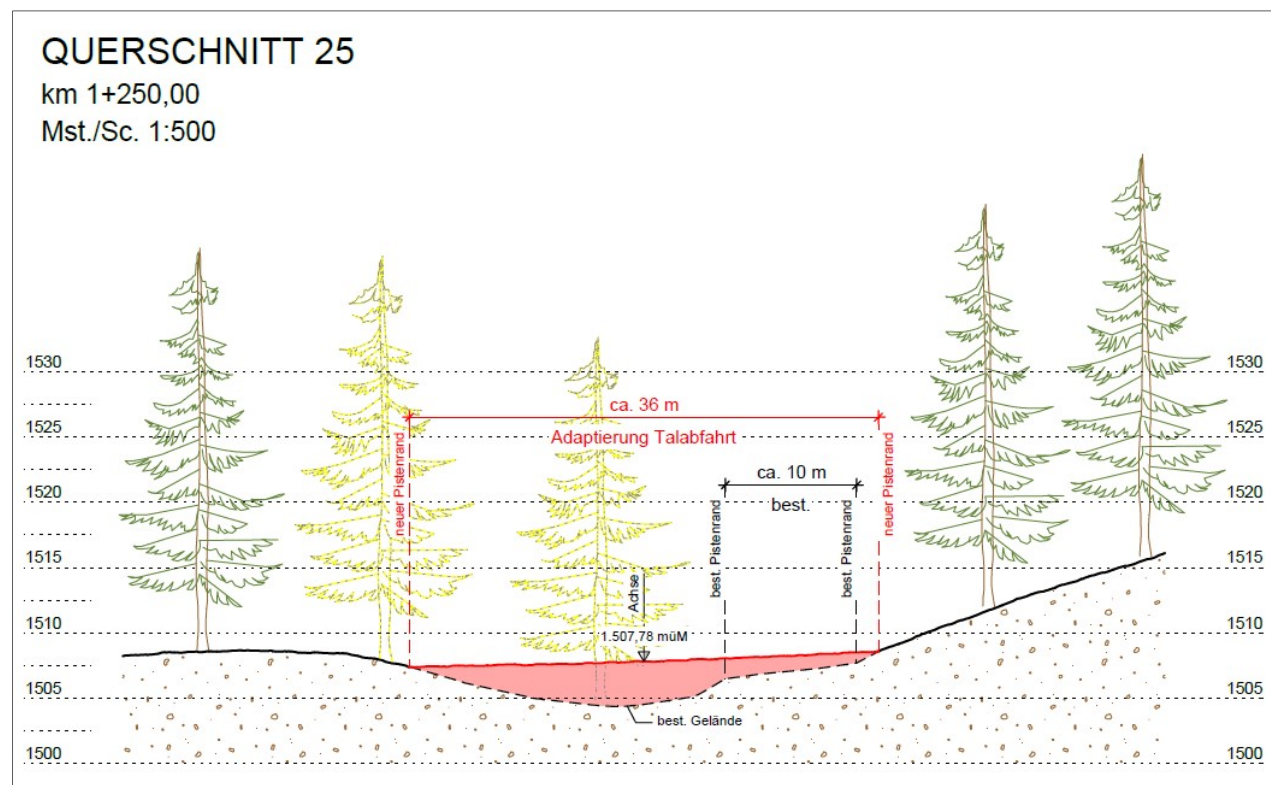 QUERSCHNITT 25
km 1+250,00
Mst./Sc. 1:500
1530
1530
ca. 36 m
1525
neuer Pistenrand
Adaptierung Talabfahrt
neuer Pistenrand
1525
ca. 10 m
1520
best.
1520
best. Pistenrand
best. Pistenrand
1515
Achse
1515
1510
1.507,78 müM
1510
1505
1505
best. Gelände
1500
1500